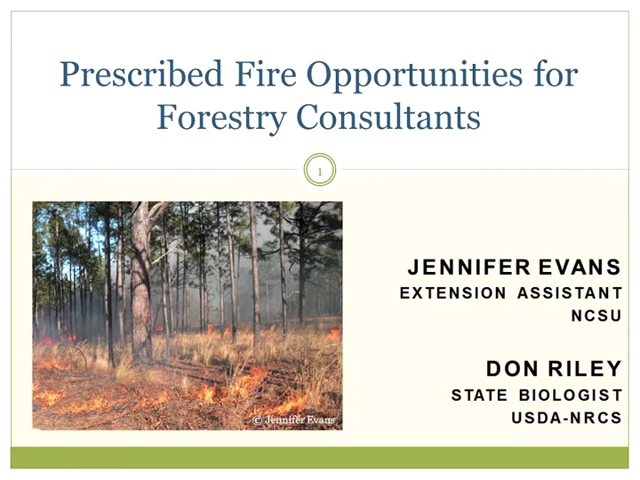 Prescribed Fire Opportunities for
Forestry Consultants
1
JENNIFER EVANS
EXTENSION ASSISTANT
NCSU
DON RILEY
STATE BIOLOGIST
USDA-NRCS
© Jennifer Evans